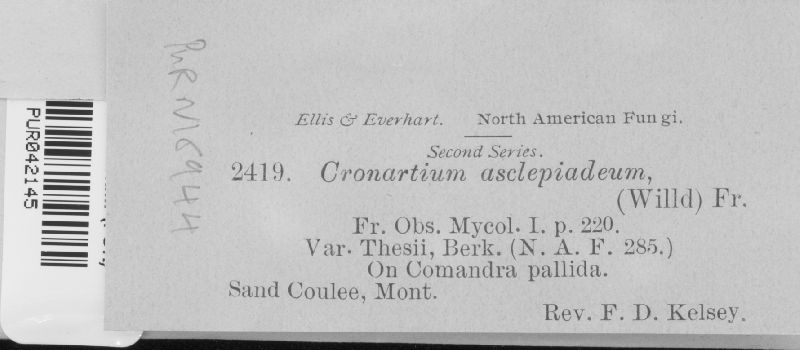 Ellis & Everhart. North American Fungi.
Second Series.
2419. Cronartium asclepiadeum,
(Willd) Fr.
Fr. Obs. Mycol. I. p. 220.
Var. Thesii, Berk. (N. A. F. 285.)
On Comandra pallida.
Sand Coulee, Mont.
Rev. F. D. Kelsey.
PUR N16944
PUR042145